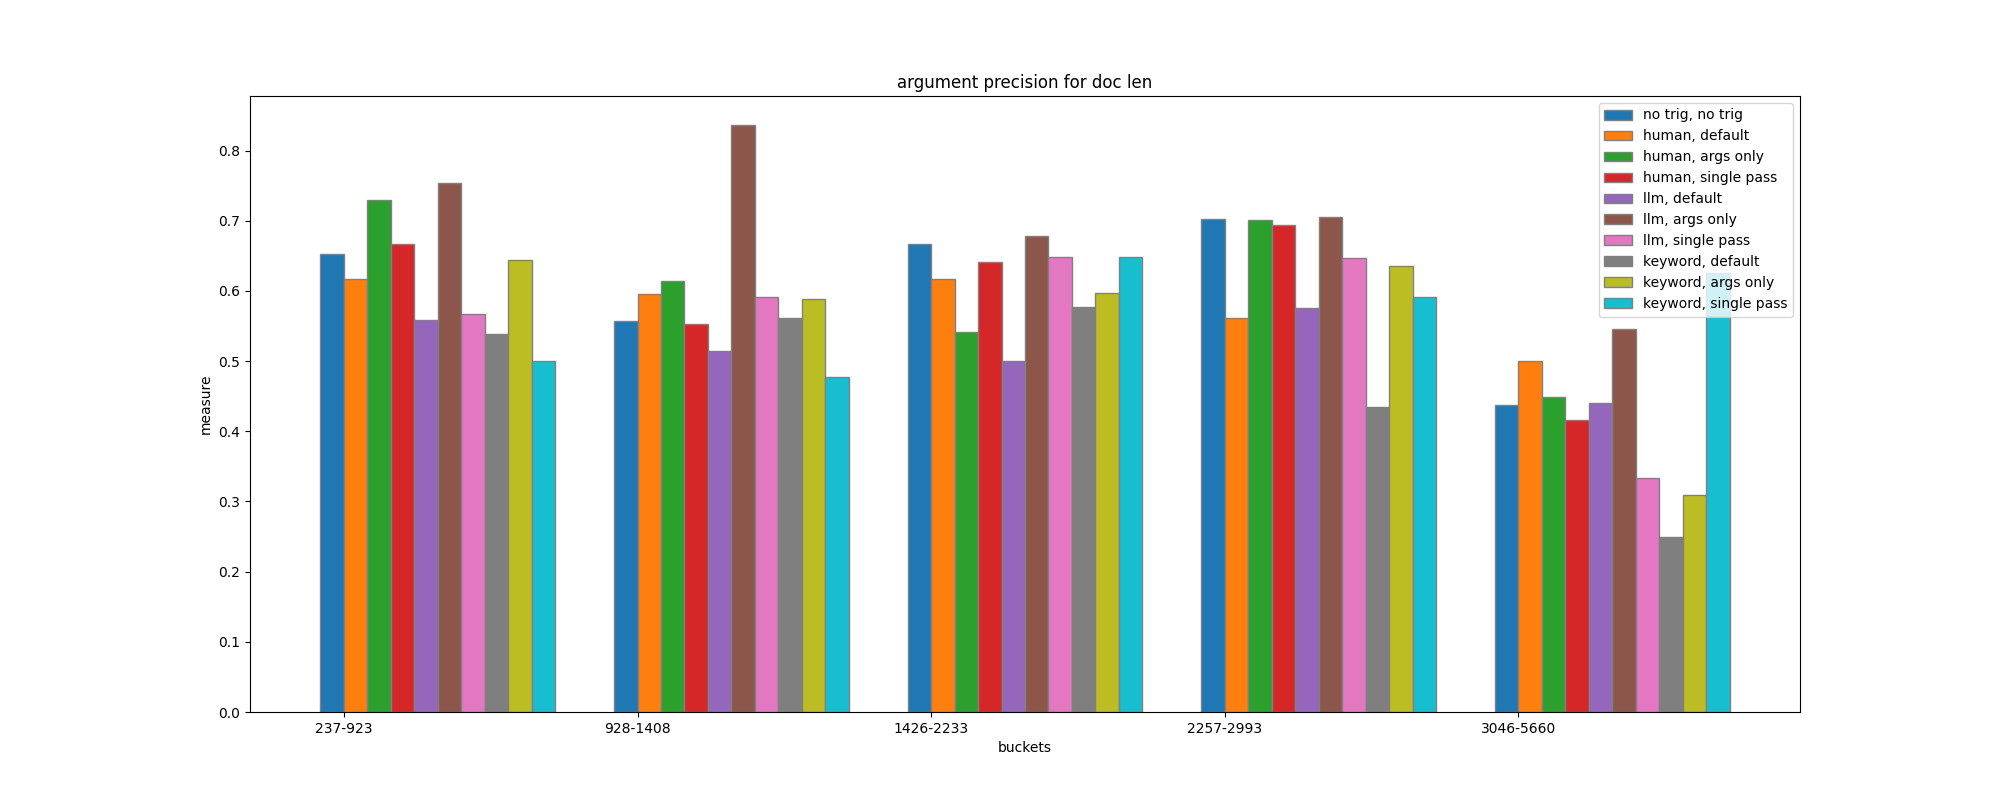 argument precision for doc len
no trig, no trig
human, default
human, args only
human, single pass
llm, default
llm, args only
llm, single pass
keyword, default
keyword, args only
keyword, single pass
measure
0.8
0.7
0.6
0.5
0.4
0.3
0.2
0.1
0.0
237-923 928-1408 1426-2233 2257-2993 3046-5660
buckets